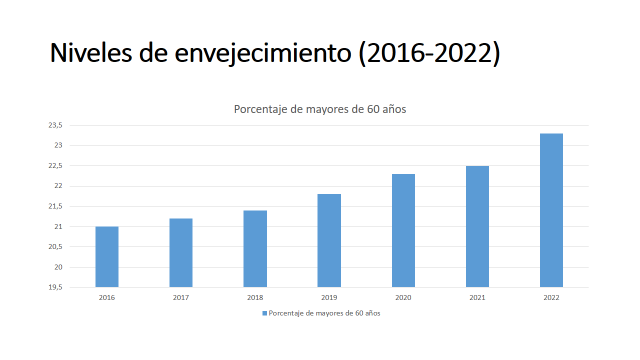 Niveles de envejecimiento (2016-2022)
Porcentaje de mayores de 60 años
23,5
23
22,5
22
21,5
21
20,5
20
19,5
2016 2017 2018 2019 2020 2021 2022
Porcentaje de mayores de 60 años